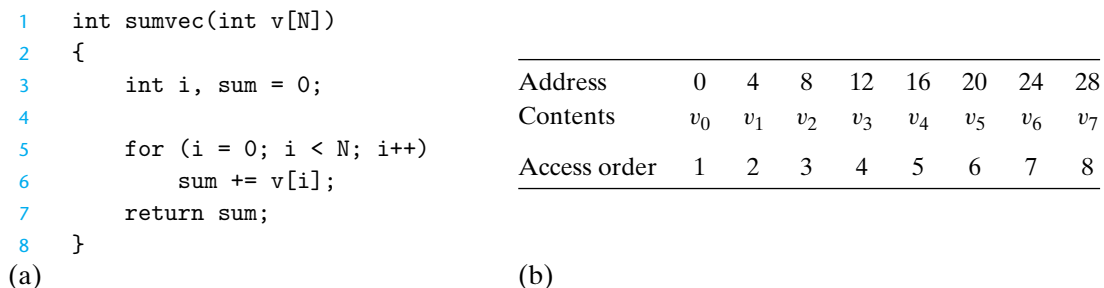 1 int sumvec(int v[N])
2 {
3 int i, sum = 0;
4
5 for (i = 0; i < N; i++)
6 sum += v[i];
7 return sum;
8 }
(a)
Address 0 4 8 12 16 20 24 28
Contents v₀ v₁ v₂ v₃ v₄ v₅ v₆ v₇
Access order 1 2 3 4 5 6 7 8
(b)